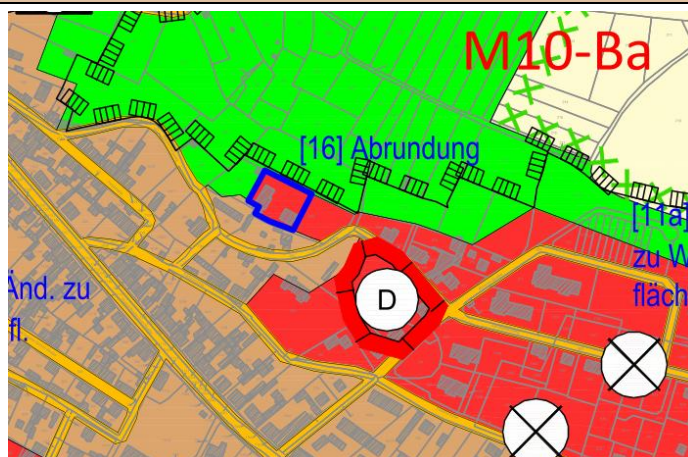 M10-Ba
[16] Abrundung
[11a]
zu W
fläch
Änd. zu
fl.
D